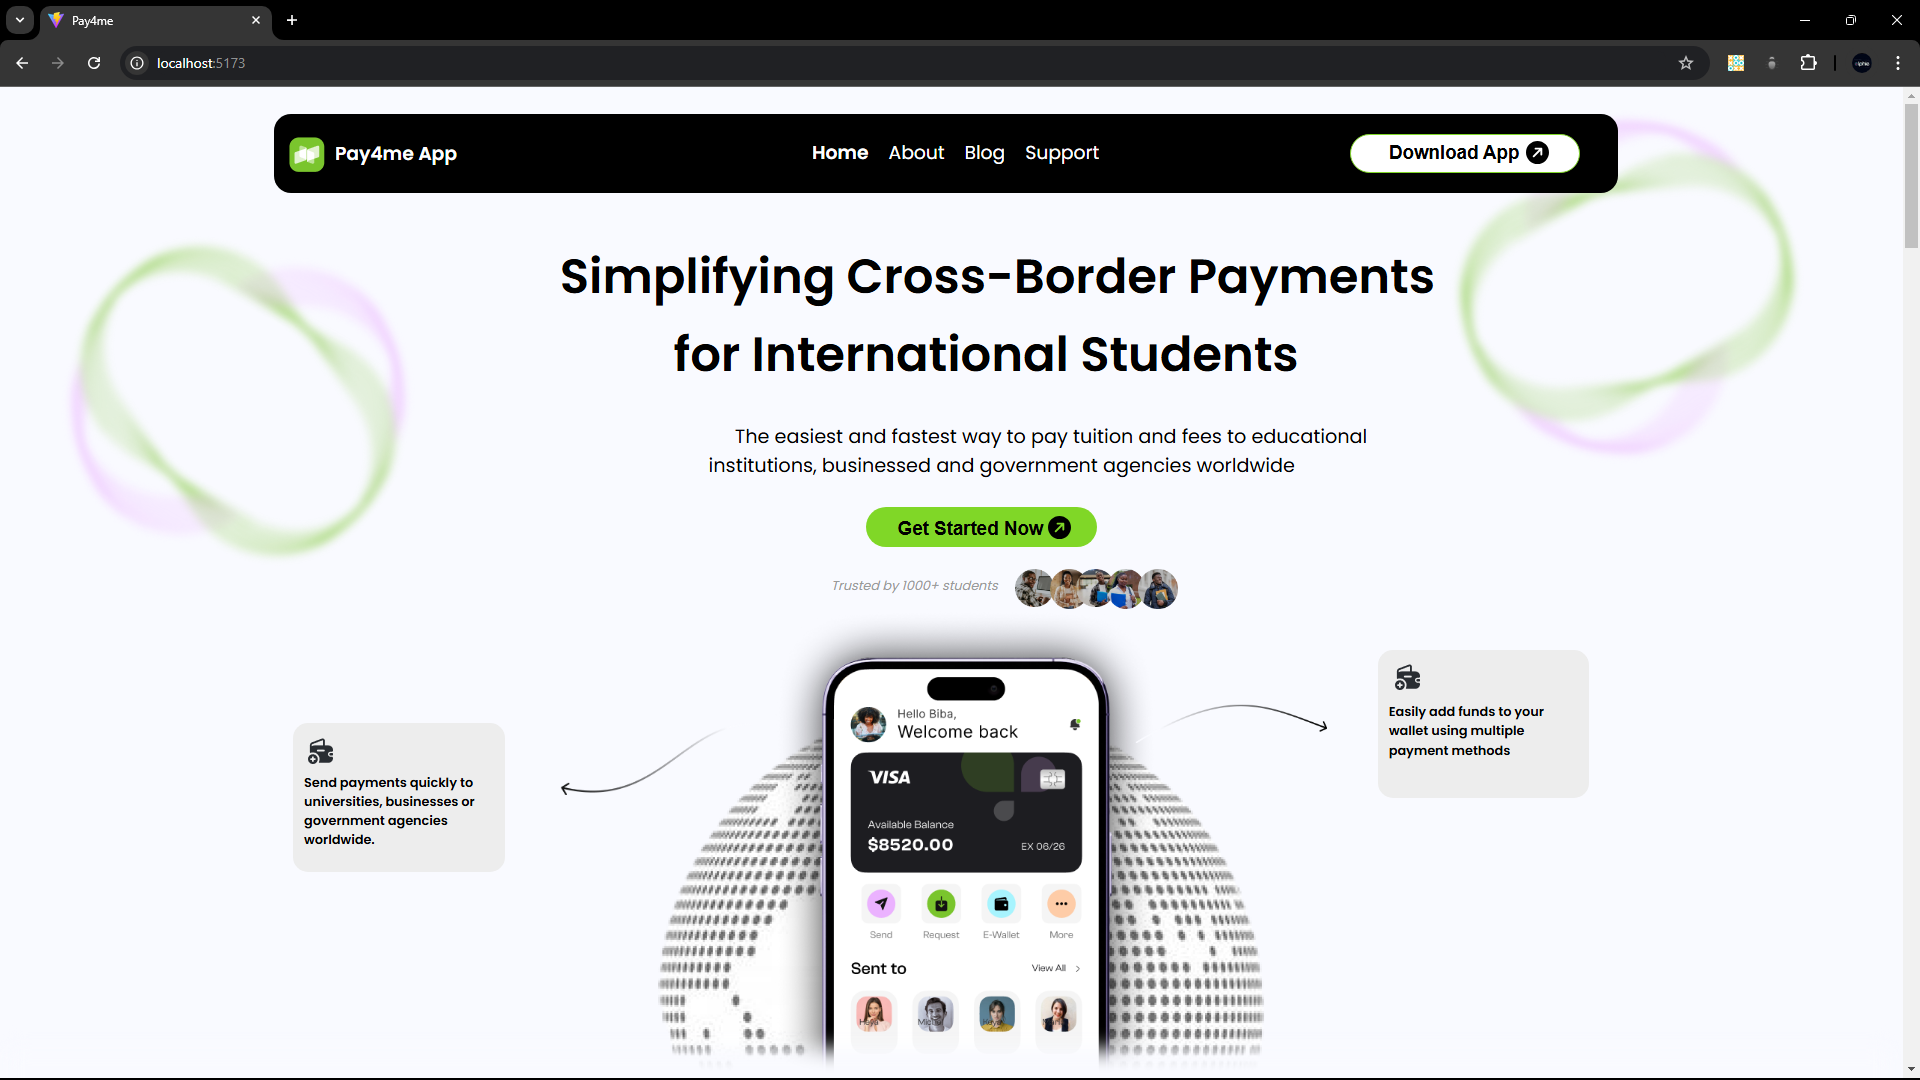 Pay4me
localhost:5173
Pay4me App
Home About Blog Support
Download App
Simplifying Cross-Border Payments
for International Students
The easiest and fastest way to pay tuition and fees to educational
institutions, businessed and government agencies worldwide
Get Started Now
Trusted by 1000+ students
Easily add funds to your
wallet using multiple
payment methods
Send payments quickly to
universities, businesses or
government agencies
worldwide.
Hello Biba,
Welcome back
VISA
Available Balance
$8520.00
EX 06/26
Send Request E-Wallet More
Sent to
View All